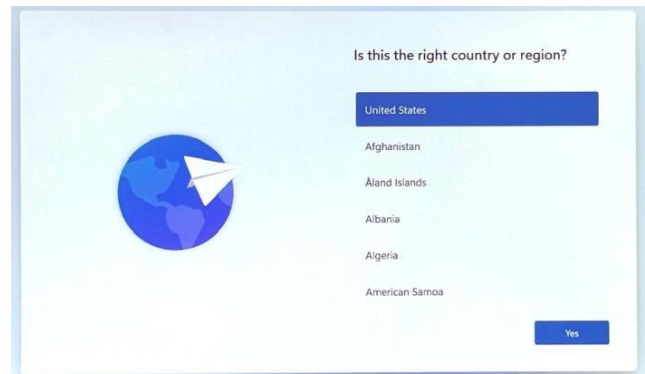 Is this the right country or region?
United States
Afghanistan
Åland Islands
Albania
Algeria
American Samoa
Yes